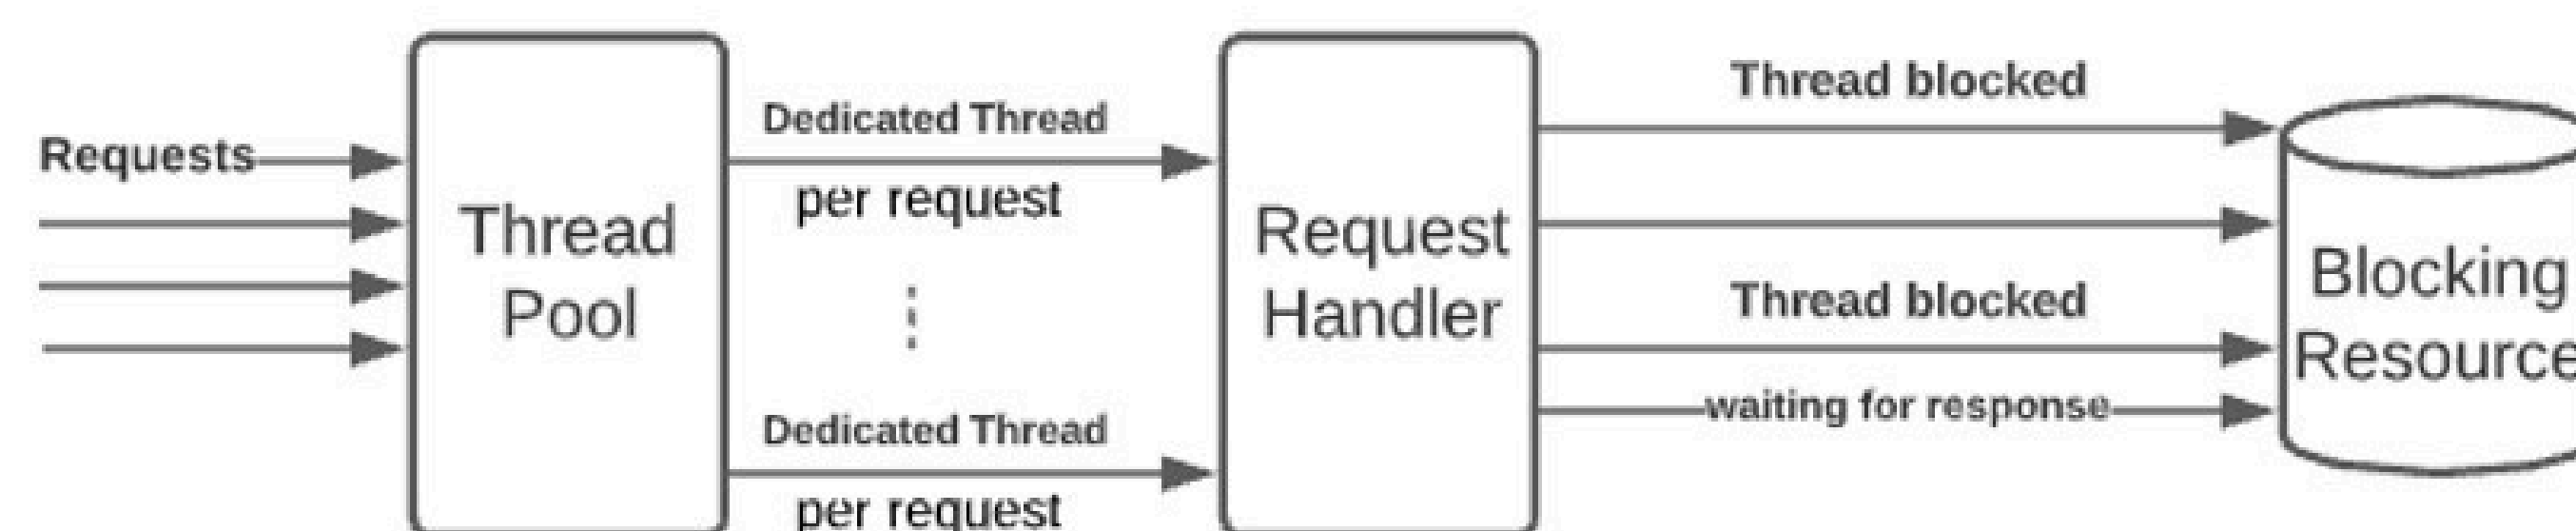 Requests
Thread
Pool
Dedicated Thread
per request
Dedicated Thread
per request
Request
Handler
Thread blocked
Thread blocked
waiting for response
Blocking
Resource